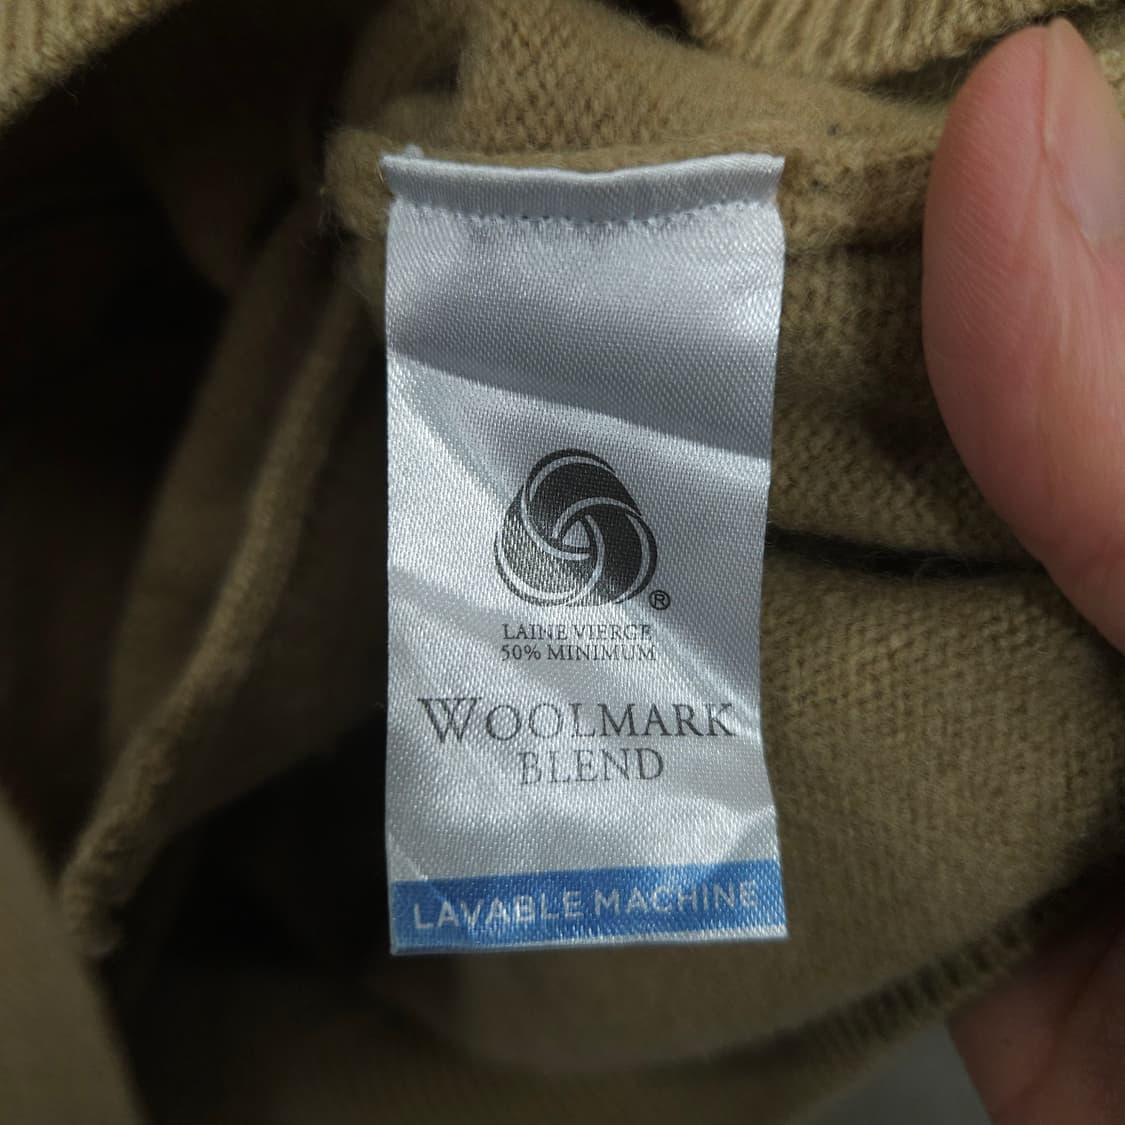 ®
LAINE VIERGE
50% MINIMUM
WOOLMARK
BLEND
LAVABLE MACHINE